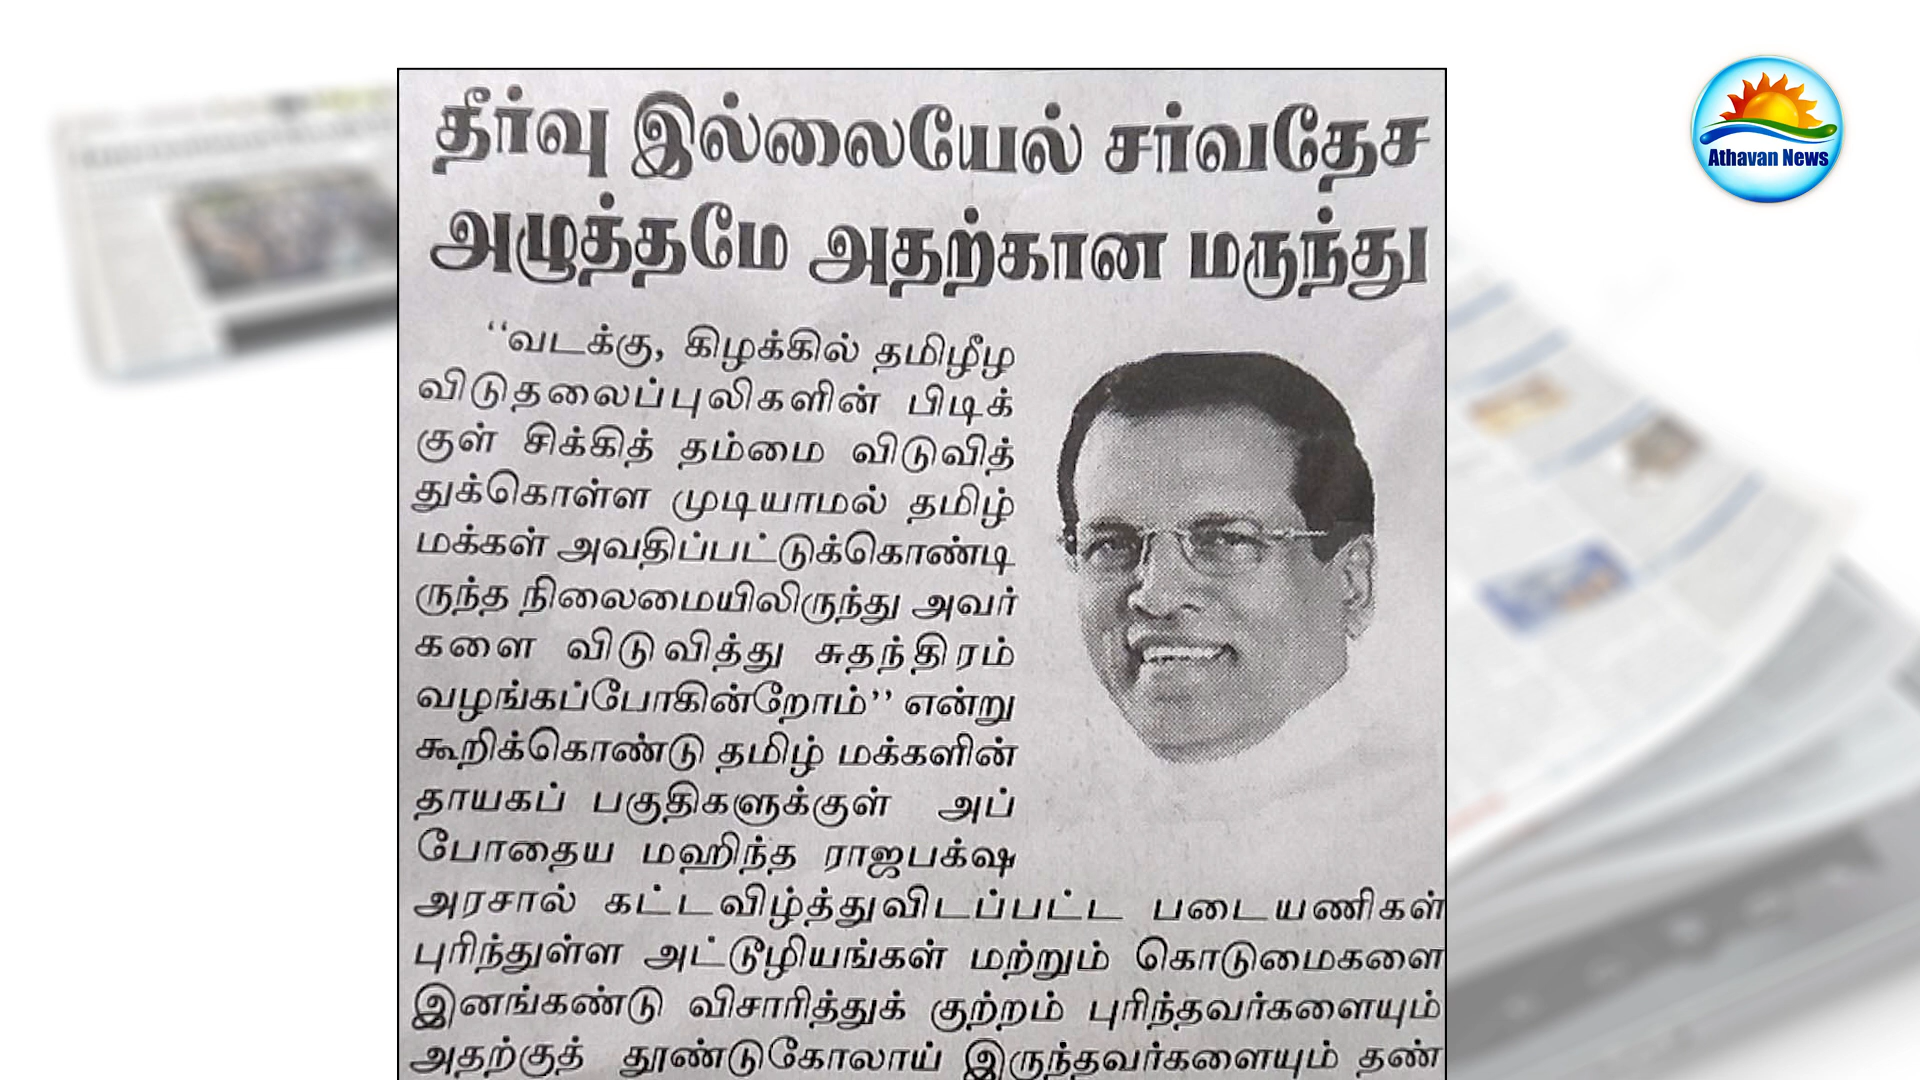 தீர்வு இல்லையேல் சர்வதேச
அழுத்தமே அதற்கான மருந்து
“வடக்கு, கிழக்கில் தமிழீழ
விடுதலைப்புலிகளின் பிடிக்
குள் சிக்கித் தம்மை விடுவித்
துக்கொள்ள முடியாமல் தமிழ்
மக்கள் அவதிப்பட்டுக்கொண்டி
ருந்த நிலைமையிலிருந்து அவர்
களை விடுவித்து சுதந்திரம்
வழங்கப்போகின்றோம்” என்று
கூறிக்கொண்டு தமிழ் மக்களின்
தாயகப் பகுதிகளுக்குள் அப்
போதைய மஹிந்த ராஜபக்ஷ
அரசால் கட்டவிழ்த்துவிடப்பட்ட படையணிகள்
புரிந்துள்ள அட்டூழியங்கள் மற்றும் கொடுமைகளை
இனங்கண்டு விசாரித்துக் குற்றம் புரிந்தவர்களையும்
அதற்குத் தூண்டுகோலாய் இருந்தவர்களையும் தண்
Athavan News